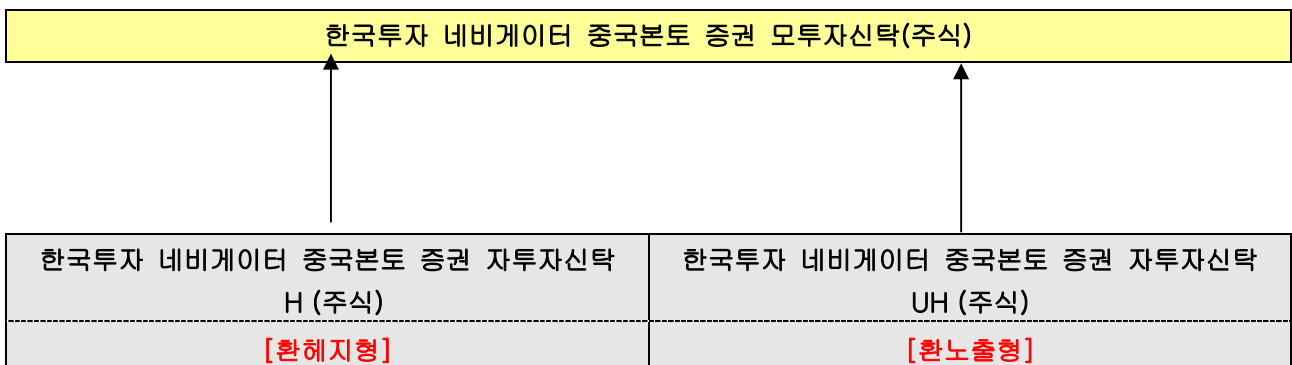 한국투자 네비게이터 중국본토 증권 모투자신탁(주식)
한국투자 네비게이터 중국본토 증권 자투자신탁
H (주식)
[환헤지형]
한국투자 네비게이터 중국본토 증권 자투자신탁
UH (주식)
[환노출형]